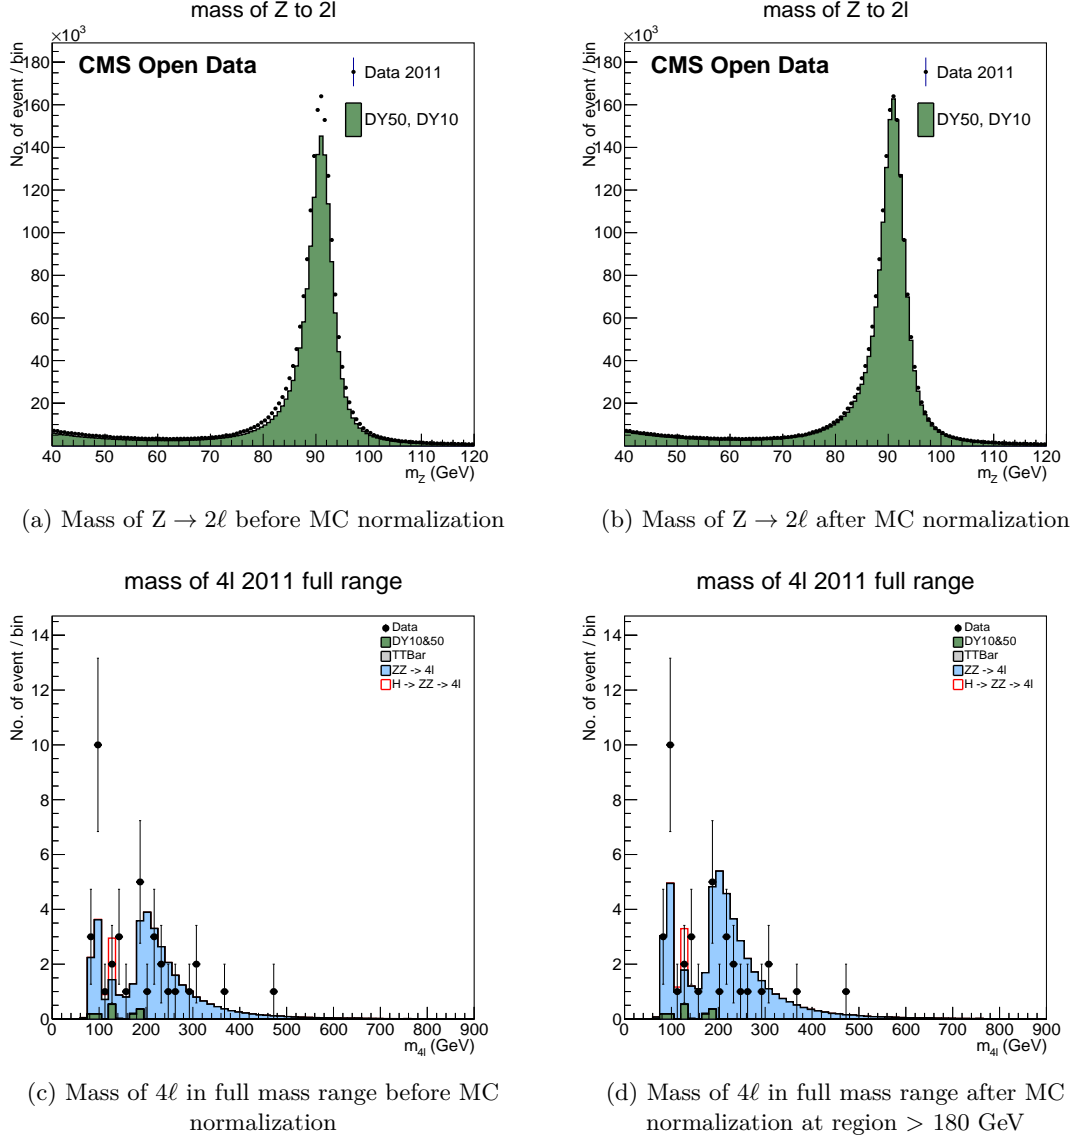 mass of Z to 2l
×10³
No. of event / bin
CMS Open Data
Data 2011
DY50, DY10
180
160
140
120
100
80
60
40
20
40 50 60 70 80 90 100 110 120
m_Z (GeV)
(a) Mass of Z → 2ℓ before MC normalization
mass of Z to 2l
×10³
No. of event / bin
CMS Open Data
Data 2011
DY50, DY10
180
160
140
120
100
80
60
40
20
40 50 60 70 80 90 100 110 120
m_Z (GeV)
(b) Mass of Z → 2ℓ after MC normalization
mass of 4l 2011 full range
No. of event / bin
Data
DY10&50
TTBar
ZZ -> 4l
H -> ZZ -> 4l
14
12
10
8
6
4
2
0
0 100 200 300 400 500 600 700 800 900
m_4l (GeV)
(c) Mass of 4ℓ in full mass range before MC
normalization
mass of 4l 2011 full range
No. of event / bin
Data
DY10&50
TTBar
ZZ -> 4l
H -> ZZ -> 4l
14
12
10
8
6
4
2
0
0 100 200 300 400 500 600 700 800 900
m_4l (GeV)
(d) Mass of 4ℓ in full mass range after MC
normalization at region > 180 GeV